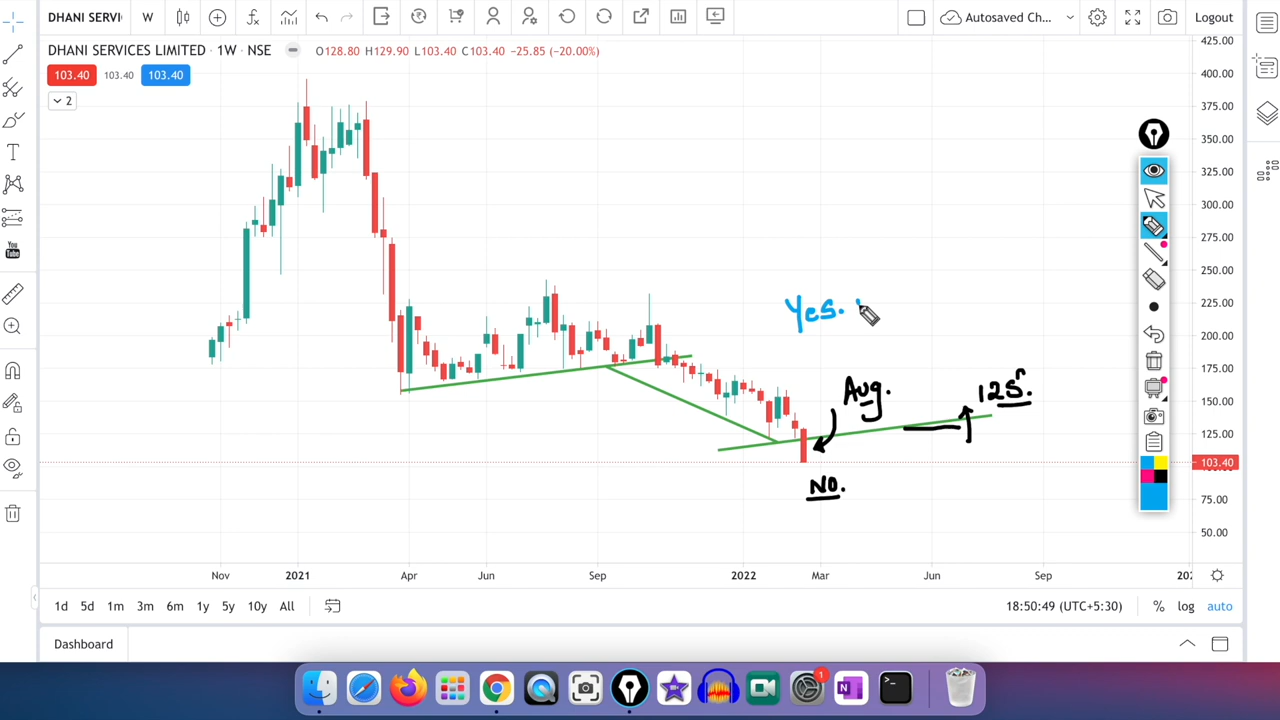 DHANI SERVI W Autosaved Ch... Logout
DHANI SERVICES LIMITED · 1W · NSE O128.80 H129.90 L103.40 C103.40 −25.85 (−20.00%)
103.40 103.40 103.40
2
425.00
400.00
375.00
350.00
325.00
300.00
275.00
250.00
225.00
200.00
175.00
150.00
125.00
103.40
75.00
50.00
Yes.
Aug.
125
NO.
You
Tube
Nov 2021 Apr Jun Sep 2022 Mar Jun Sep 202
1d 5d 1m 3m 6m 1y 5y 10y All 18:50:49 (UTC+5:30) % log auto
Dashboard
1